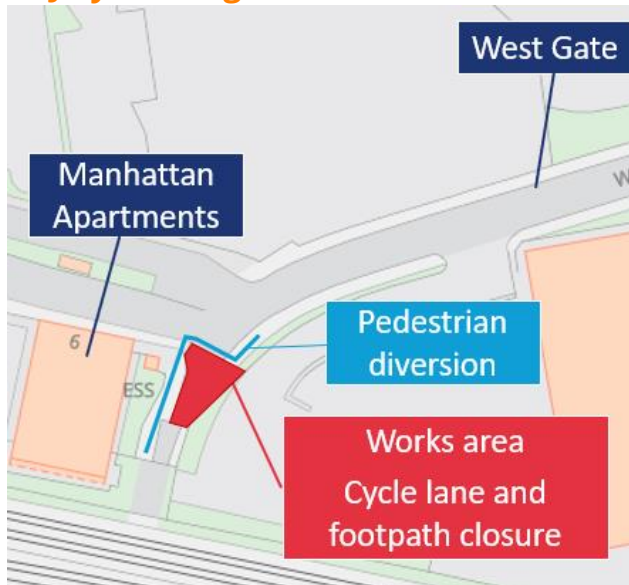 West Gate
Manhattan
Apartments
W
Pedestrian
diversion
6
ESS
Works area
Cycle lane and
footpath closure